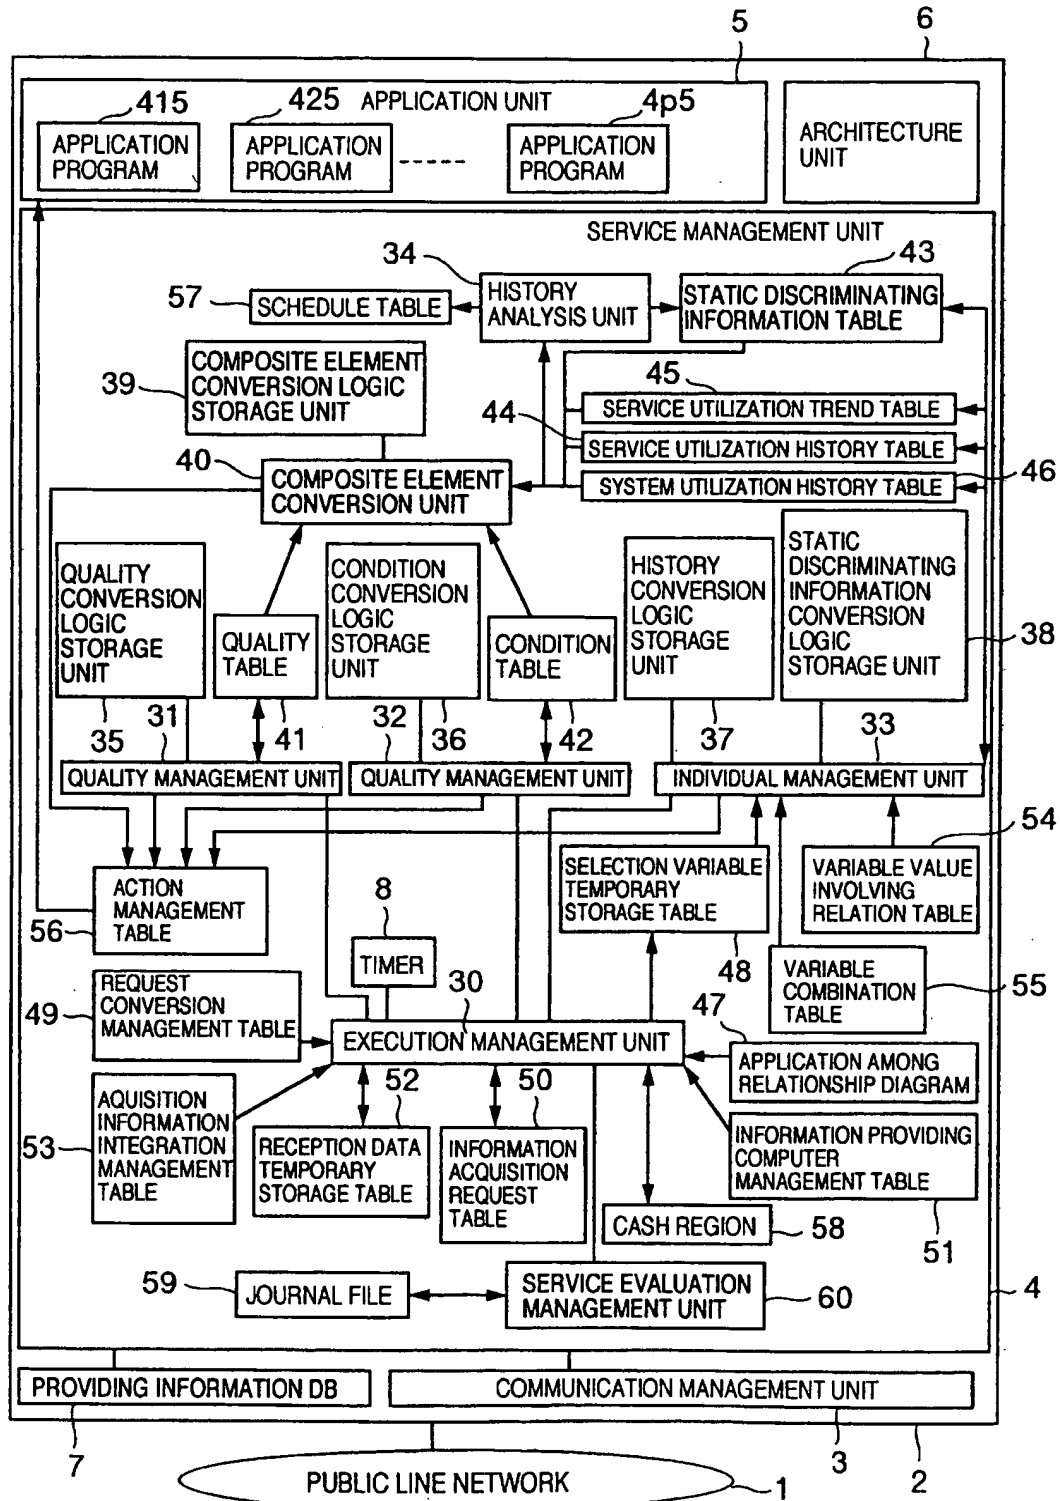 5
6
APPLICATION UNIT
415
425
4p5
APPLICATION
PROGRAM
APPLICATION
PROGRAM
APPLICATION
PROGRAM
ARCHITECTURE
UNIT
SERVICE MANAGEMENT UNIT
34
43
57
SCHEDULE TABLE
HISTORY
ANALYSIS UNIT
STATIC DISCRIMINATING
INFORMATION TABLE
39
COMPOSITE ELEMENT
CONVERSION LOGIC
STORAGE UNIT
45
SERVICE UTILIZATION TREND TABLE
44
SERVICE UTILIZATION HISTORY TABLE
46
SYSTEM UTILIZATION HISTORY TABLE
40
COMPOSITE ELEMENT
CONVERSION UNIT
QUALITY
CONVERSION
LOGIC
STORAGE
UNIT
QUALITY
TABLE
CONDITION
CONVERSION
LOGIC
STORAGE
UNIT
CONDITION
TABLE
HISTORY
CONVERSION
LOGIC
STORAGE
UNIT
STATIC
DISCRIMINATING
INFORMATION
CONVERSION
LOGIC
STORAGE UNIT
38
35
31
41
32
36
42
37
33
QUALITY MANAGEMENT UNIT
QUALITY MANAGEMENT UNIT
INDIVIDUAL MANAGEMENT UNIT
54
ACTION
MANAGEMENT
TABLE
56
SELECTION VARIABLE
TEMPORARY
STORAGE TABLE
48
VARIABLE VALUE
INVOLVING
RELATION TABLE
8
TIMER
VARIABLE
COMBINATION
TABLE
55
49
REQUEST
CONVERSION
MANAGEMENT TABLE
30
EXECUTION MANAGEMENT UNIT
47
APPLICATION AMONG
RELATIONSHIP DIAGRAM
53
AQUISITION
INFORMATION
INTEGRATION
MANAGEMENT
TABLE
52
RECEPTION DATA
TEMPORARY
STORAGE TABLE
50
INFORMATION
ACQUISITION
REQUEST
TABLE
INFORMATION PROVIDING
COMPUTER
MANAGEMENT TABLE
51
CASH REGION
58
59
JOURNAL FILE
SERVICE EVALUATION
MANAGEMENT UNIT
60
4
PROVIDING INFORMATION DB
COMMUNICATION MANAGEMENT UNIT
7
3
2
PUBLIC LINE NETWORK
1